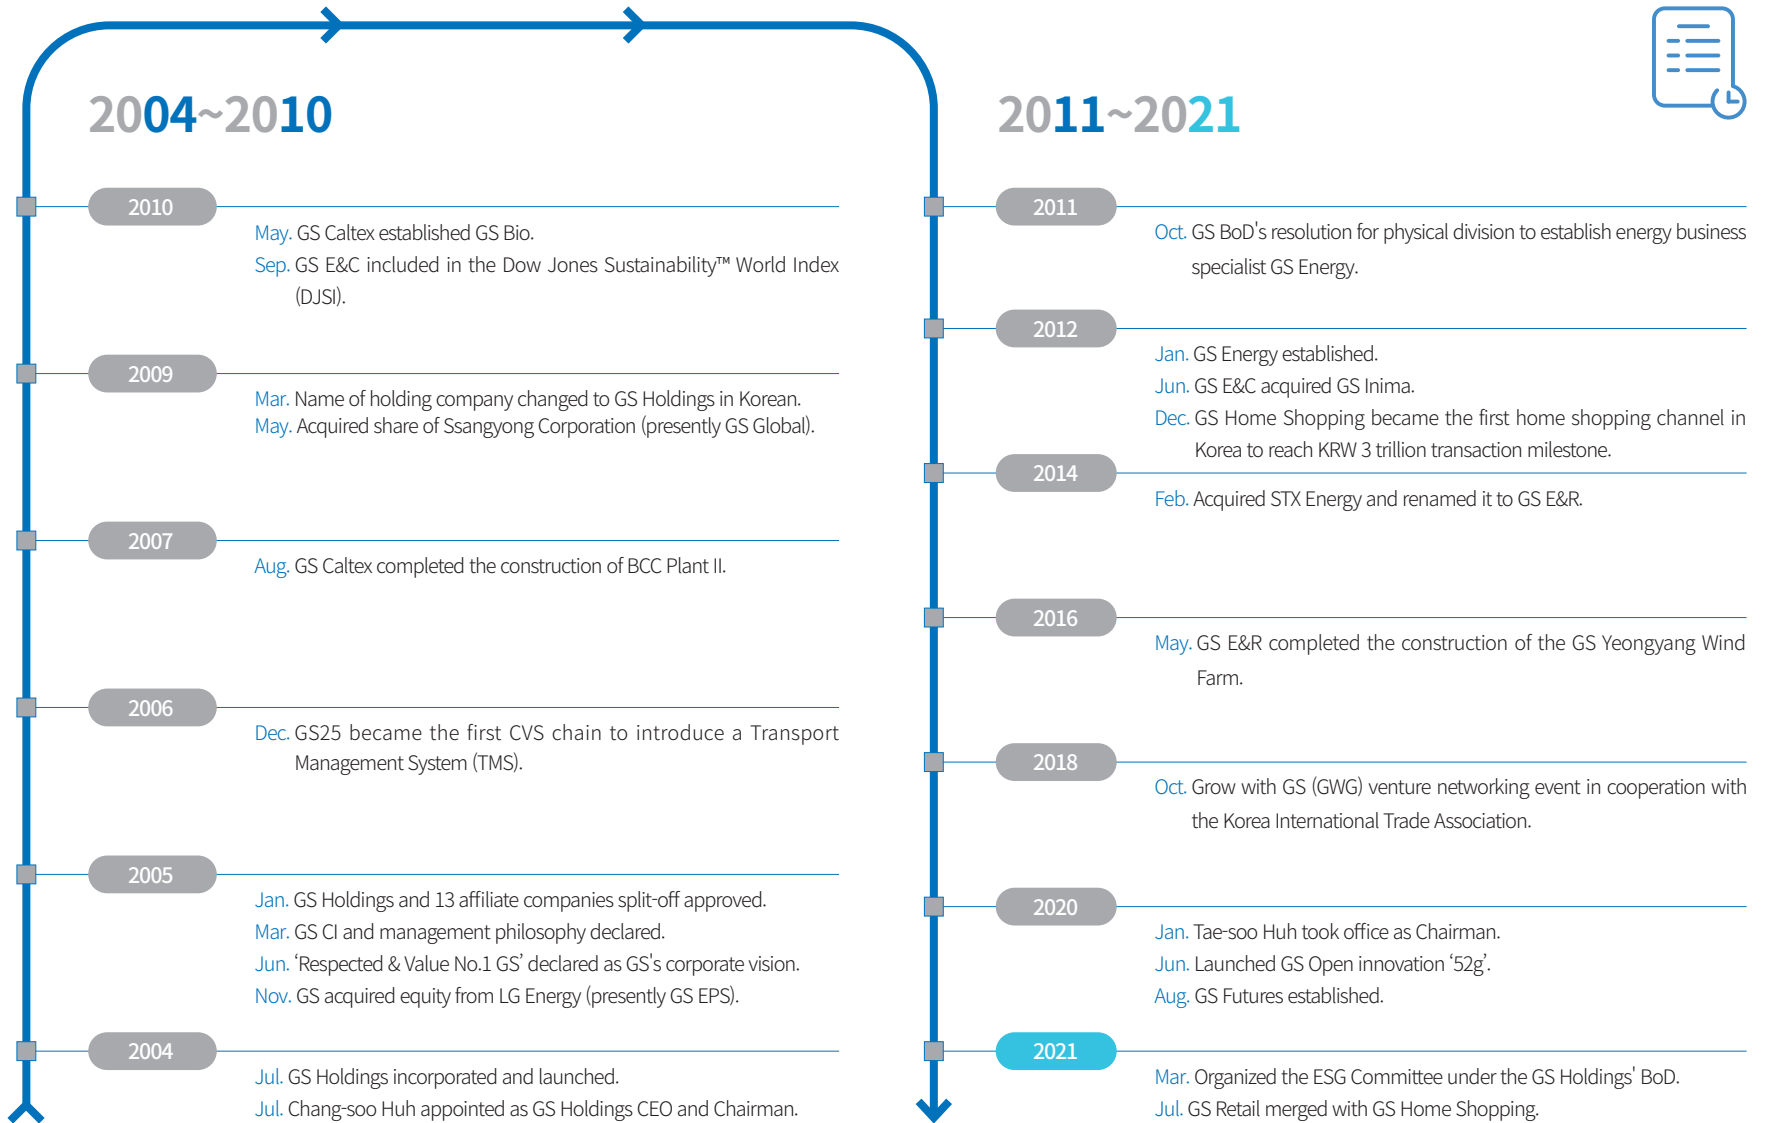 2004~2010
2010
May. GS Caltex established GS Bio.
Sep. GS E&C included in the Dow Jones Sustainability™ World Index
(DJSI).
2009
Mar. Name of holding company changed to GS Holdings in Korean.
May. Acquired share of Ssangyong Corporation (presently GS Global).
2007
Aug. GS Caltex completed the construction of BCC Plant II.
2006
Dec. GS25 became the first CVS chain to introduce a Transport
Management System (TMS).
2005
Jan. GS Holdings and 13 affiliate companies split-off approved.
Mar. GS CI and management philosophy declared.
Jun. ‘Respected & Value No.1 GS’ declared as GS's corporate vision.
Nov. GS acquired equity from LG Energy (presently GS EPS).
2004
Jul. GS Holdings incorporated and launched.
Jul. Chang-soo Huh appointed as GS Holdings CEO and Chairman.
2011~2021
2011
Oct. GS BoD's resolution for physical division to establish energy business
specialist GS Energy.
2012
Jan. GS Energy established.
Jun. GS E&C acquired GS Inima.
Dec. GS Home Shopping became the first home shopping channel in
Korea to reach KRW 3 trillion transaction milestone.
2014
Feb. Acquired STX Energy and renamed it to GS E&R.
2016
May. GS E&R completed the construction of the GS Yeongyang Wind
Farm.
2018
Oct. Grow with GS (GWG) venture networking event in cooperation with
the Korea International Trade Association.
2020
Jan. Tae-soo Huh took office as Chairman.
Jun. Launched GS Open innovation ‘52g’.
Aug. GS Futures established.
2021
Mar. Organized the ESG Committee under the GS Holdings' BoD.
Jul. GS Retail merged with GS Home Shopping.